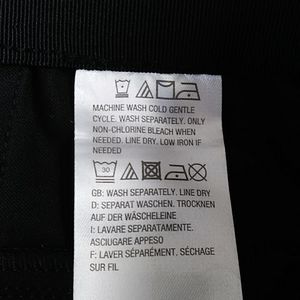 MACHINE WASH COLD GENTLE
CYCLE. WASH SEPARATELY. ONLY
NON-CHLORINE BLEACH WHEN
NEEDED. LINE DRY. LOW IRON IF
NEEDED
30
GB: WASH SEPARATELY. LINE DRY
D: SEPARAT WASCHEN. TROCKNEN
AUF DER WÄSCHELEINE
I: LAVARE SEPARATAMENTE.
ASCIUGARE APPESO
F: LAVER SÉPARÉMENT. SÉCHAGE
SUR FIL